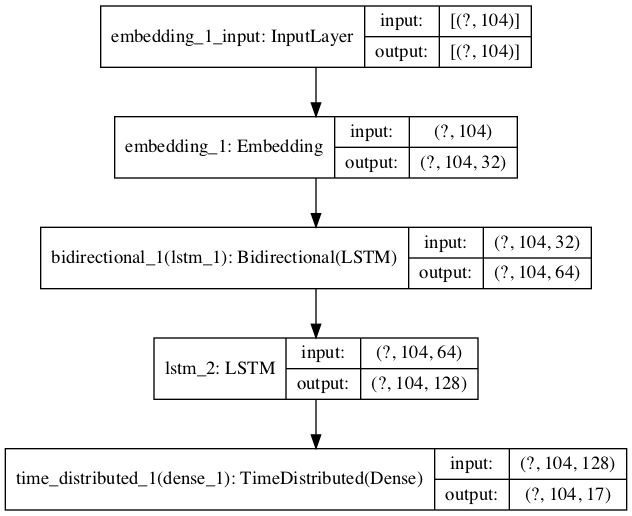 embedding_1_input: InputLayer
input: [(?, 104)]
output: [(?, 104)]
embedding_1: Embedding
input: (?, 104)
output: (?, 104, 32)
bidirectional_1(lstm_1): Bidirectional(LSTM)
input: (?, 104, 32)
output: (?, 104, 64)
lstm_2: LSTM
input: (?, 104, 64)
output: (?, 104, 128)
time_distributed_1(dense_1): TimeDistributed(Dense)
input: (?, 104, 128)
output: (?, 104, 17)